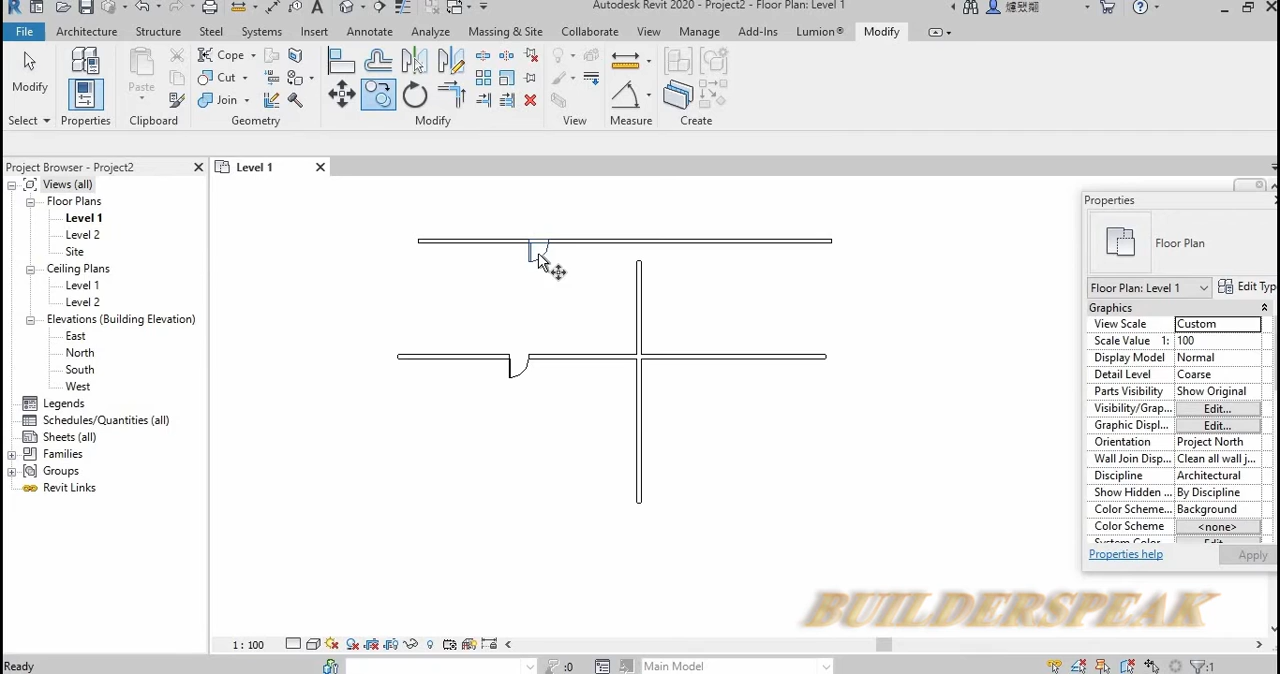 Autodesk Revit 2020 - Project2 - Floor Plan: Level 1
File Architecture Structure Steel Systems Insert Annotate Analyze Massing & Site Collaborate View Manage Add-Ins Lumion® Modify
Modify
Properties
Paste
Cope
Cut
Join
Select
Properties
Clipboard
Geometry
Modify
View
Measure
Create
Project Browser - Project2
Views (all)
Floor Plans
Level 1
Level 2
Site
Ceiling Plans
Level 1
Level 2
Elevations (Building Elevation)
East
North
South
West
Legends
Schedules/Quantities (all)
Sheets (all)
Families
Groups
Revit Links
Level 1
Properties
Floor Plan
Floor Plan: Level 1
Edit Typ
Graphics
View Scale Custom
Scale Value 1: 100
Display Model Normal
Detail Level Coarse
Parts Visibility Show Original
Visibility/Grap... Edit...
Graphic Displ... Edit...
Orientation Project North
Wall Join Disp... Clean all wall j...
Discipline Architectural
Show Hidden ... By Discipline
Color Scheme... Background
Color Scheme <none>
Properties help
Apply
BUILDERSPEAK
1 : 100
Ready
:0
Main Model
:1